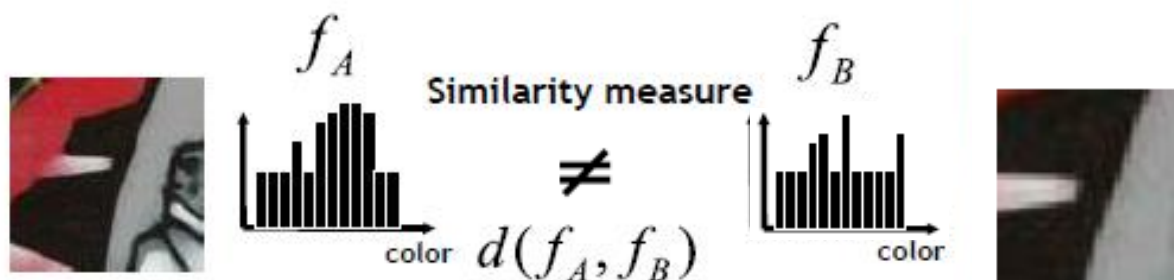 f_A
f_B
Similarity measure
≠
color
color
d(f_A, f_B)